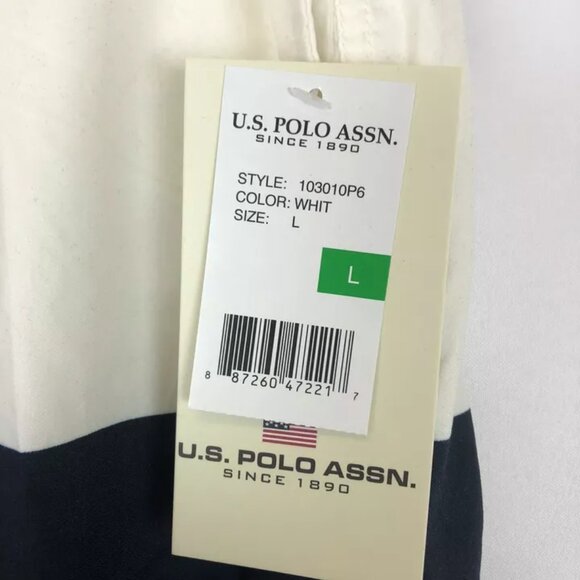 U.S. POLO ASSN.
SINCE 1890
STYLE: 103010P6
COLOR: WHIT
SIZE: L
L
8 87260 47221 7
U.S. POLO ASSN.
SINCE 1890